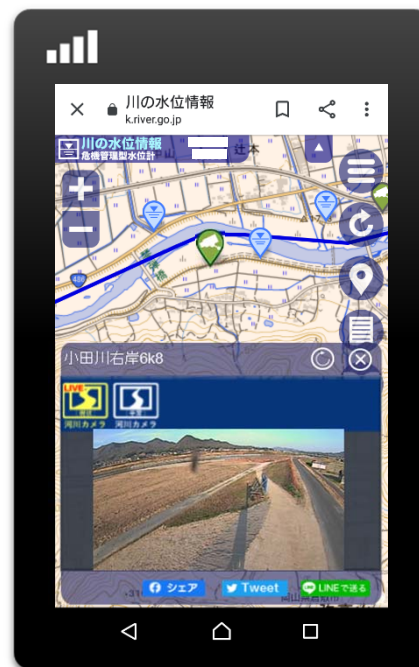 川の水位情報
k.river.go.jp
川の水位情報
危機管理型水位計
辻本
486
小田川右岸6k8
LIVE
河川カメラ
河川カメラ
シェア
Tweet
LINEで送る